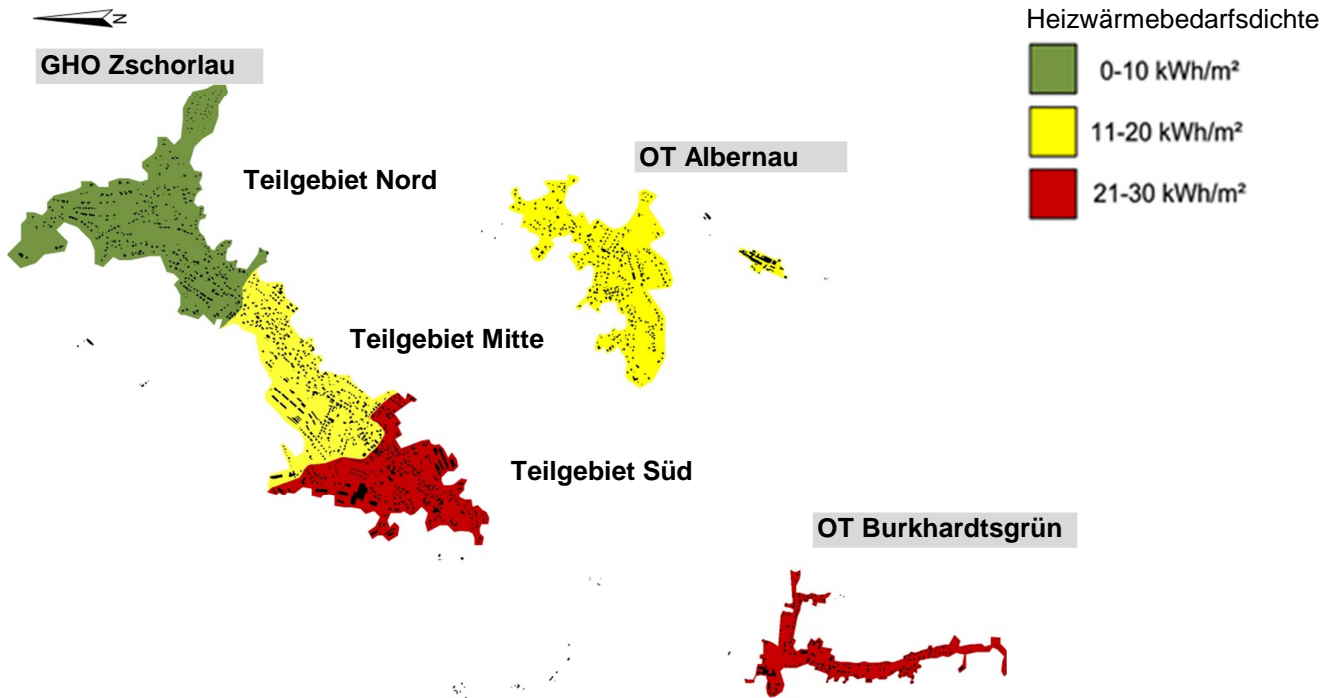 N
GHO Zschorlau
Teilgebiet Nord
OT Albernau
Teilgebiet Mitte
Teilgebiet Süd
OT Burkhardtsgrün
Heizwärmebedarfsdichte
0-10 kWh/m²
11-20 kWh/m²
21-30 kWh/m²